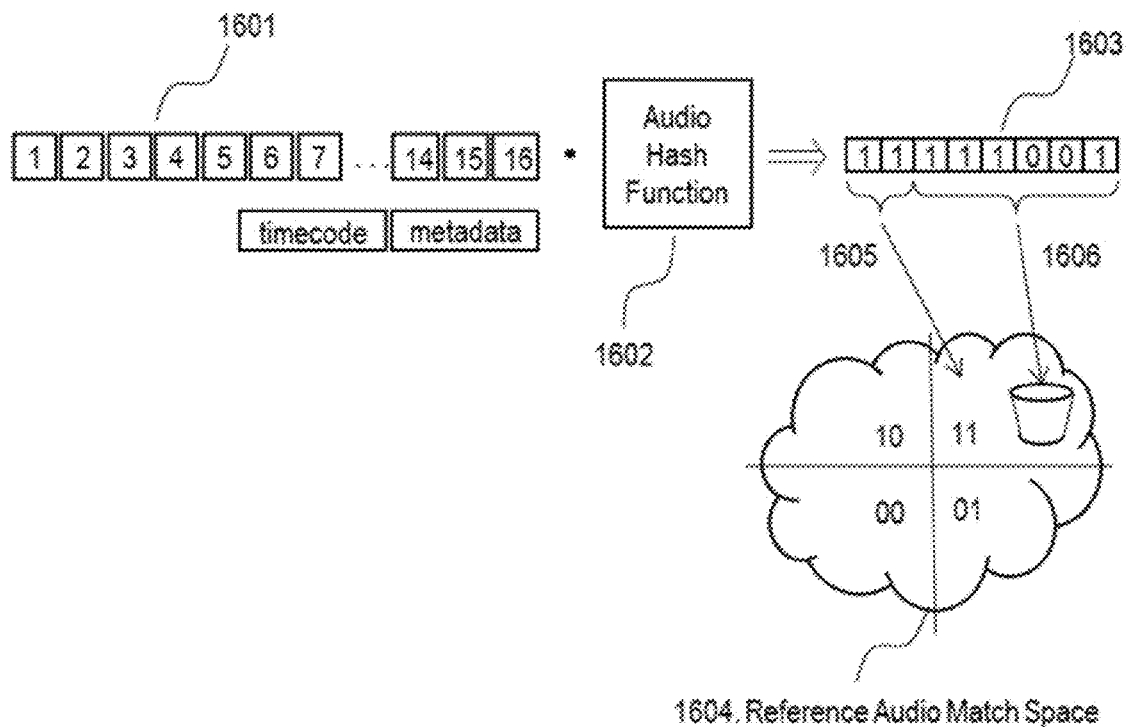 1601
1603
1 2 3 4 5 6 7 ... 14 15 16 * Audio Hash Function 1 1 1 1 1 0 0 1
timecode metadata
1605 1606
1602
10 11
00 01
1604. Reference Audio Match Space